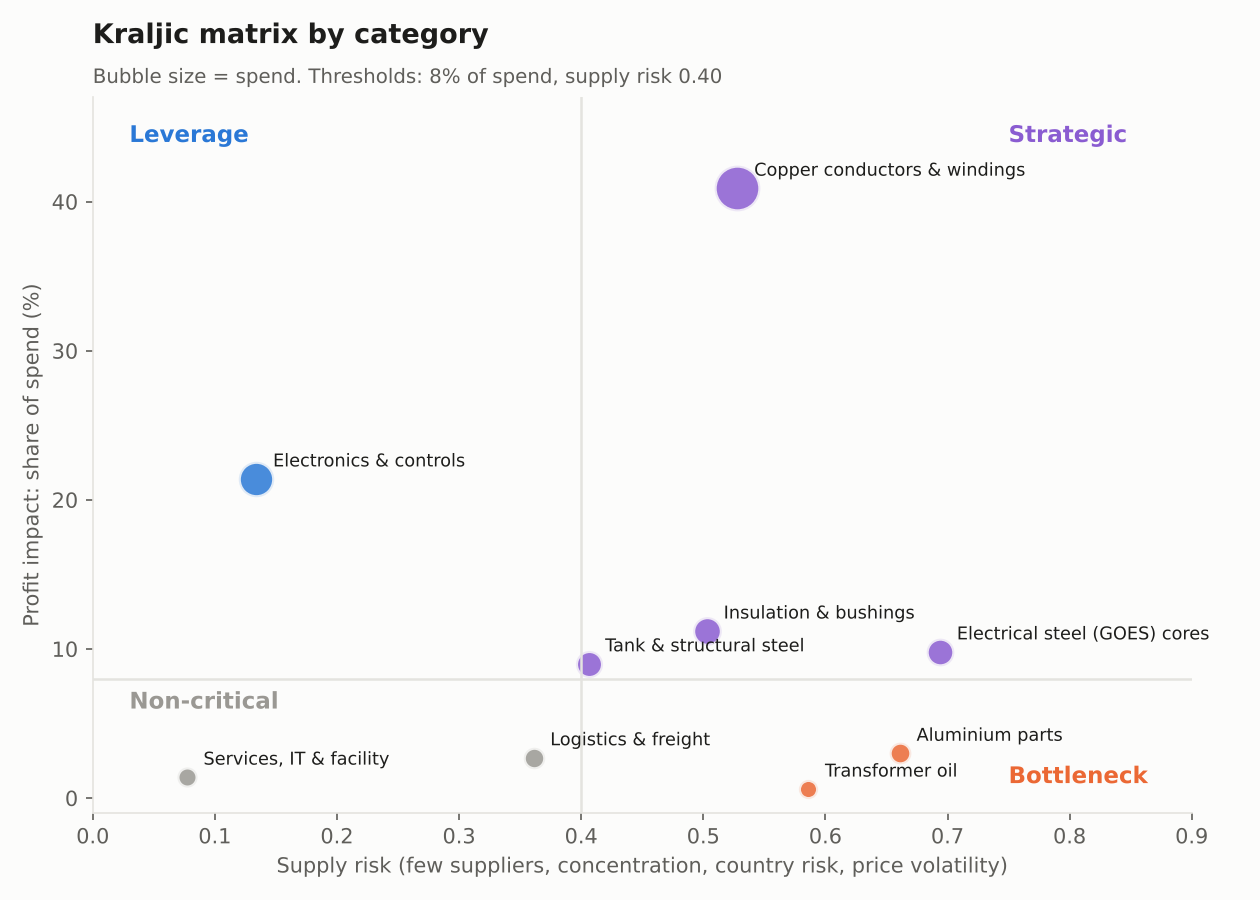 Kraljic matrix by category
Bubble size = spend. Thresholds: 8% of spend, supply risk 0.40
Leverage
Strategic
Copper conductors & windings
40
30
Profit impact: share of spend (%)
Electronics & controls
20
Insulation & bushings
Electrical steel (GOES) cores
Tank & structural steel
10
Non-critical
Aluminium parts
Logistics & freight
Services, IT & facility
Transformer oil
Bottleneck
0
0.0 0.1 0.2 0.3 0.4 0.5 0.6 0.7 0.8 0.9
Supply risk (few suppliers, concentration, country risk, price volatility)